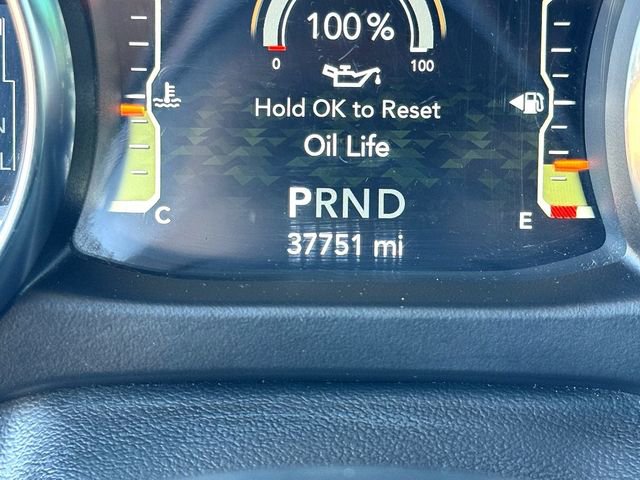 100 %
0 100
Hold OK to Reset
Oil Life
PRND
37751 mi
C
E
N
L